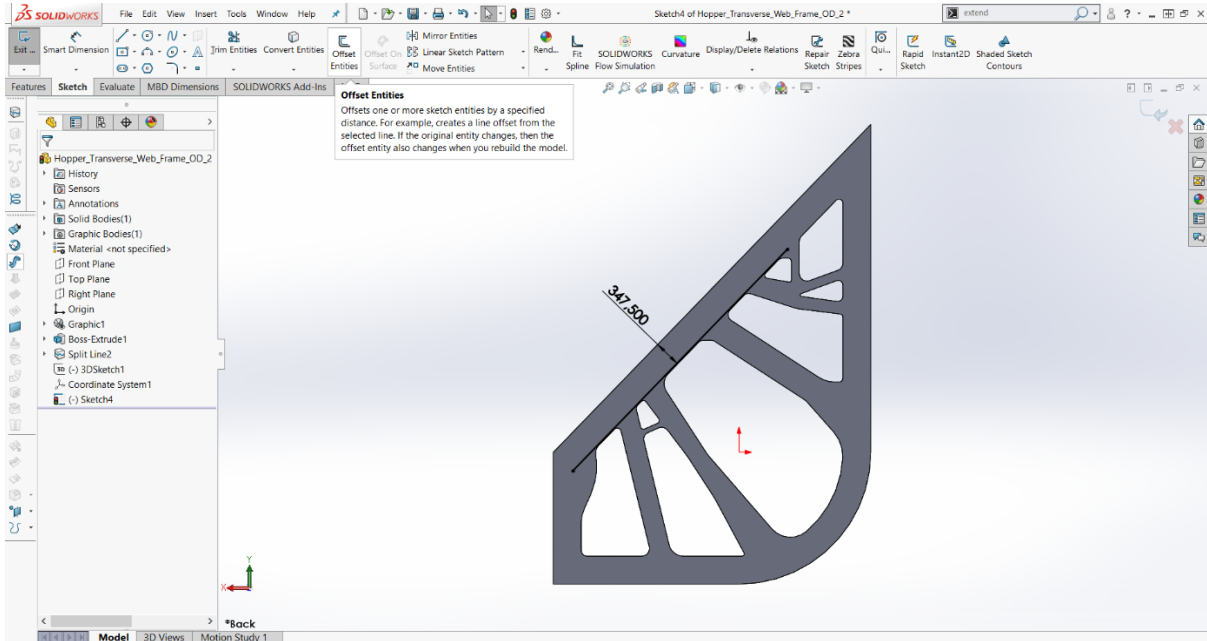 SOLIDWORKS File Edit View Insert Tools Window Help Sketch4 of Hopper_Transverse_Web_Frame_OD_2 * extend
Exit ... Smart Dimension Trim Entities Convert Entities Offset Entities Offset On Surface Mirror Entities Linear Sketch Pattern Move Entities Rend... Fit Spline SOLIDWORKS Flow Simulation Curvature Display/Delete Relations Repair Sketch Zebra Stripes Qui... Rapid Sketch Instant2D Shaded Sketch Contours
Features Sketch Evaluate MBD Dimensions SOLIDWORKS Add-Ins
Offset Entities
Offsets one or more sketch entities by a specified
distance. For example, creates a line offset from the
selected line. If the original entity changes, then the
offset entity also changes when you rebuild the model.
Hopper_Transverse_Web_Frame_OD_2
History
Sensors
Annotations
Solid Bodies(1)
Graphic Bodies(1)
Material <not specified>
Front Plane
Top Plane
Right Plane
Origin
Graphic1
Boss-Extrude1
Split Line2
3D (-) 3DSketch1
Coordinate System1
(-) Sketch4
347,500
Y
X
*Back
Model 3D Views Motion Study 1